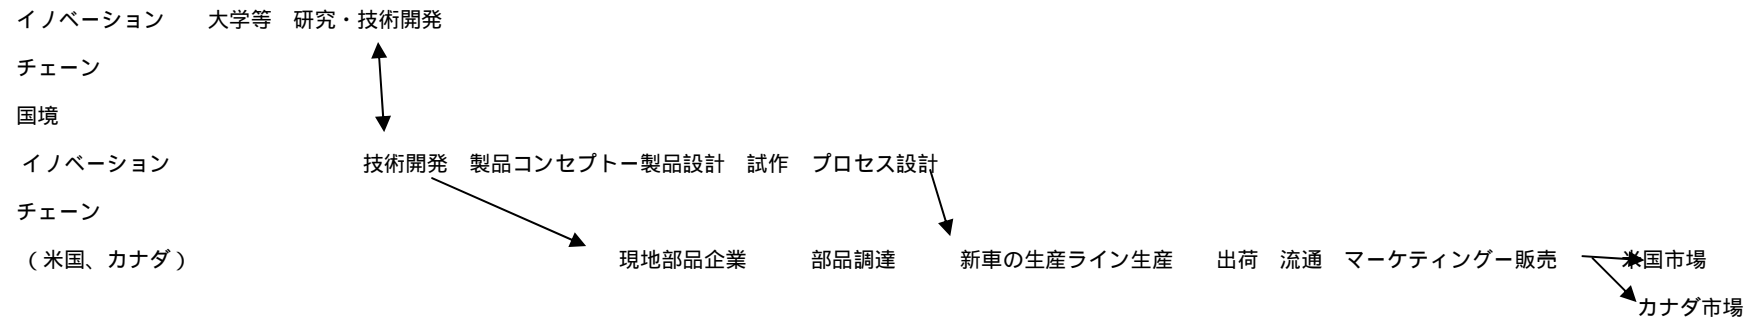 イノベーション　　大学等　研究・技術開発
チェーン
国境
イノベーション　　　　　　　　　技術開発　製品コンセプトー製品設計　試作　プロセス設計
チェーン
（米国、カナダ）　　　　　　　　　　　　　　　　　　　　現地部品企業　　　部品調達　　　新車の生産ライン生産　　出荷　流通　マーケティングー販売　　　米国市場
カナダ市場